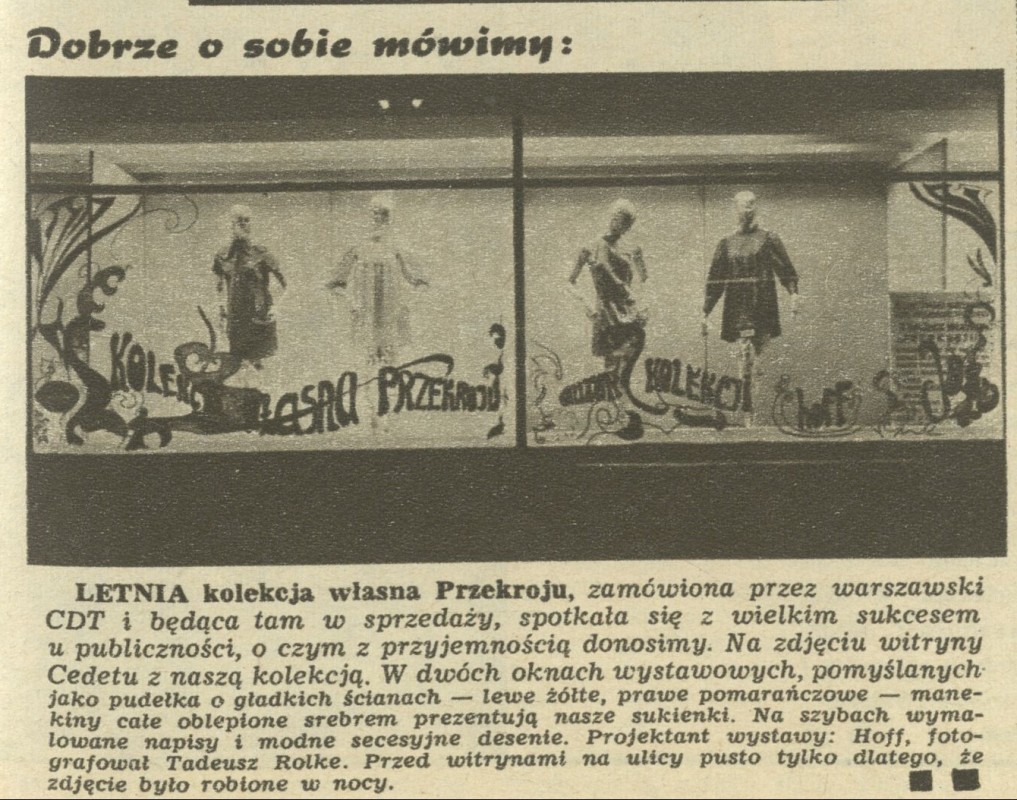 Dobrze o sobie mówimy:
KOLEKC WŁASNA PRZEKROJU
KOLEKCJI hoff
LETNIA kolekcja własna Przekroju, zamówiona przez warszawski
CDT i będąca tam w sprzedaży, spotkała się z wielkim sukcesem
u publiczności, o czym z przyjemnością donosimy. Na zdjęciu witryny
Cedetu z naszą kolekcją. W dwóch oknach wystawowych, pomyślanych
jako pudełka o gładkich ścianach — lewe żółte, prawe pomarańczowe — mane-
kiny całe oblepione srebrem prezentują nasze sukienki. Na szybach wyma-
lowane napisy i modne secesyjne desenie. Projektant wystawy: Hoff, foto-
grafował Tadeusz Rolke. Przed witrynami na ulicy pusto tylko dlatego, że
zdjęcie było robione w nocy.